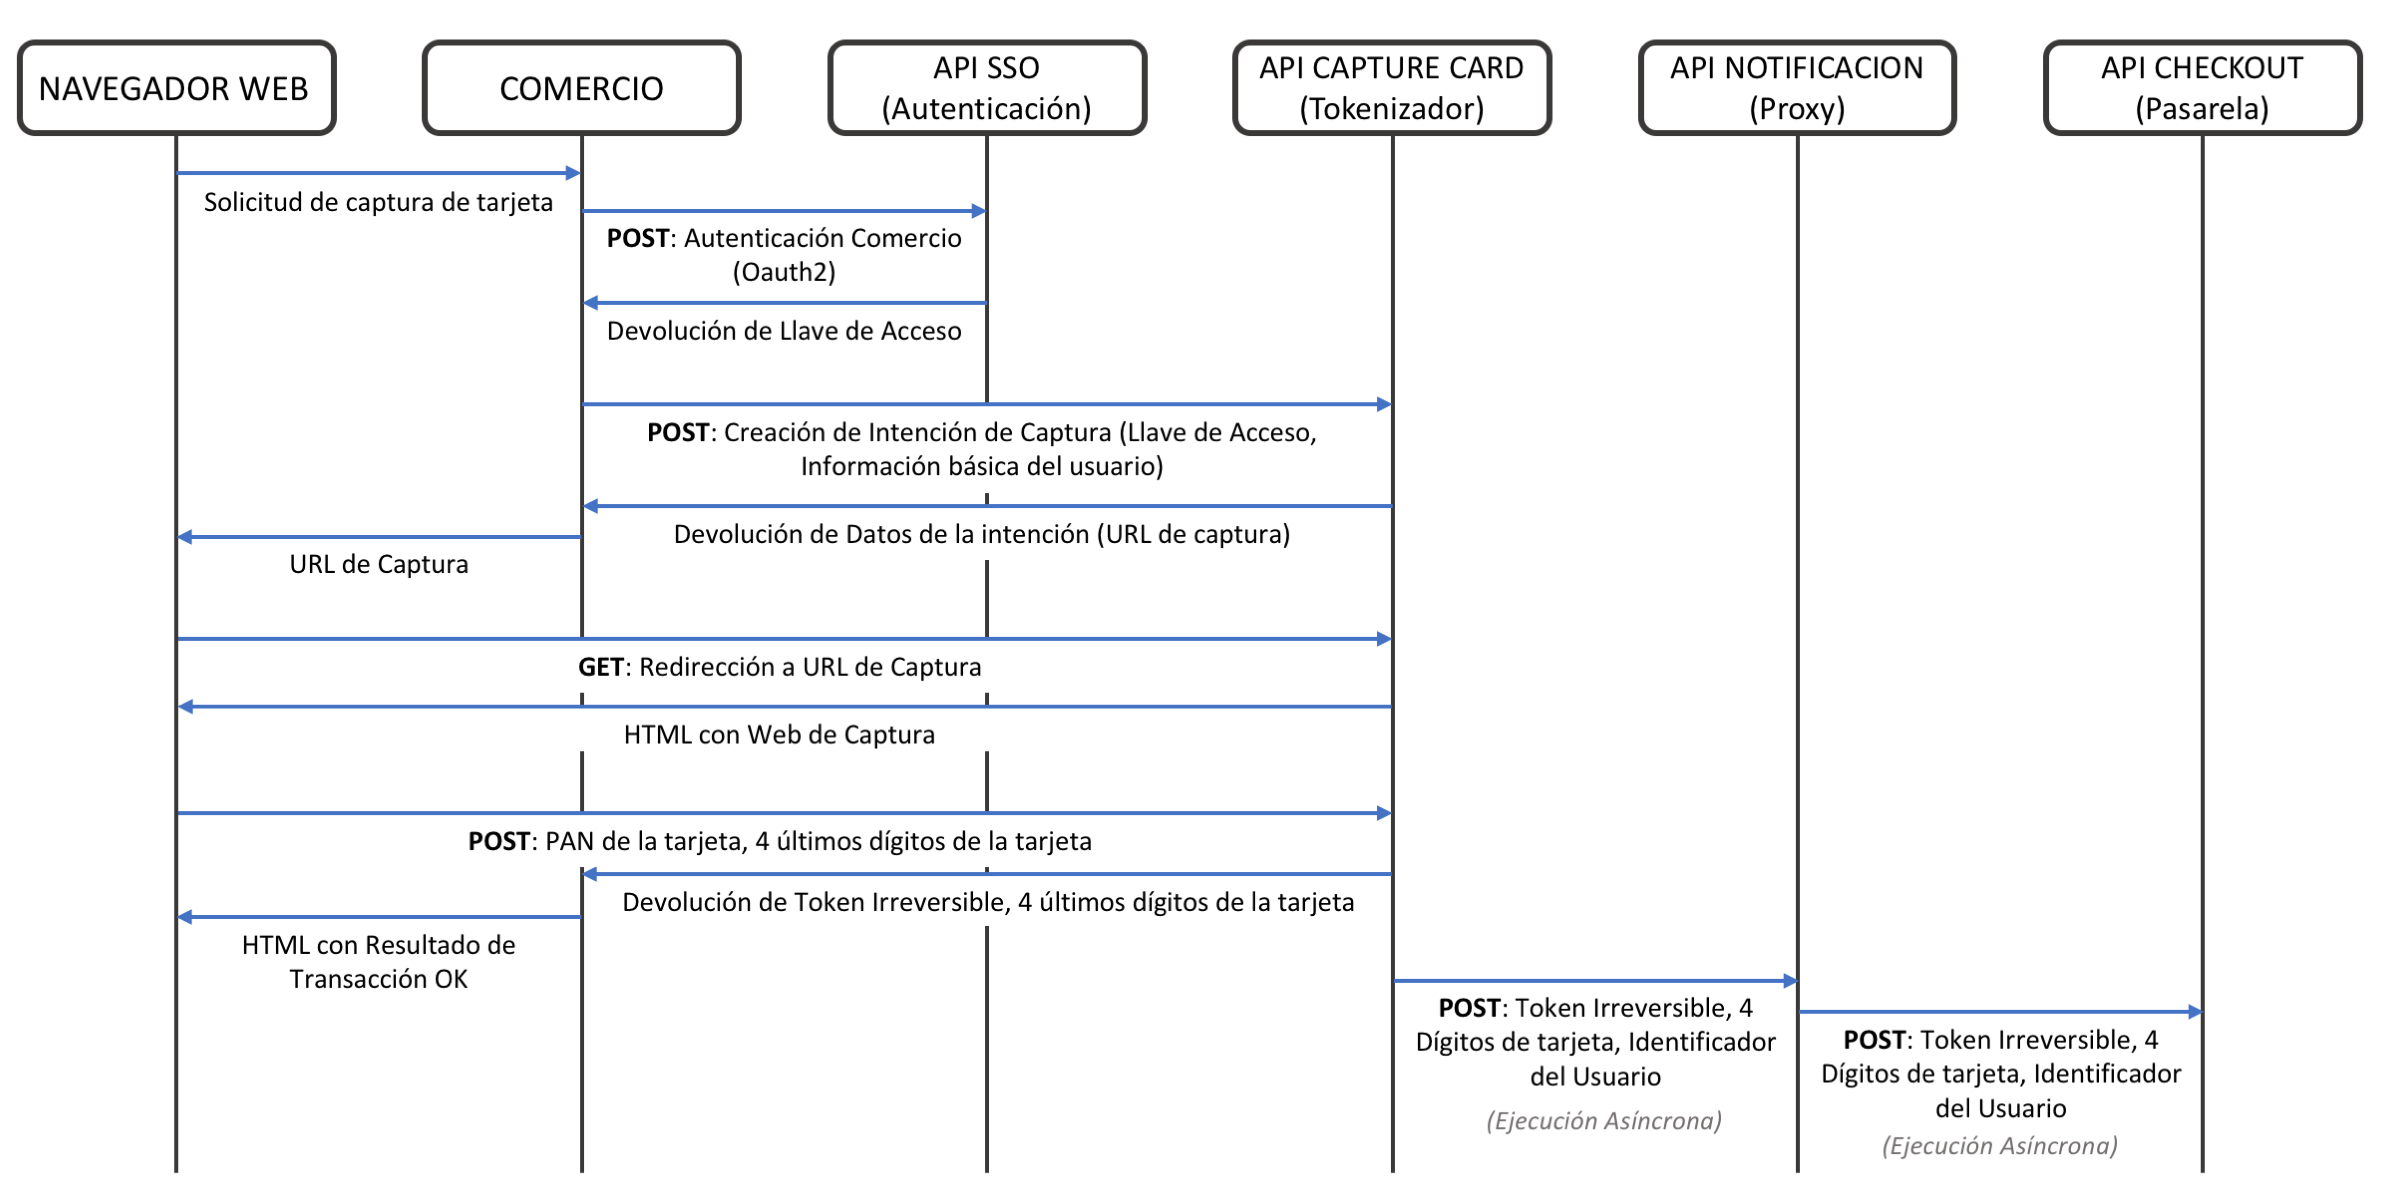 NAVEGADOR WEB
COMERCIO
API SSO
(Autenticación)
API CAPTURE CARD
(Tokenizador)
API NOTIFICACION
(Proxy)
API CHECKOUT
(Pasarela)
Solicitud de captura de tarjeta
POST: Autenticación Comercio
(Oauth2)
Devolución de Llave de Acceso
POST: Creación de Intención de Captura (Llave de Acceso,
Información básica del usuario)
Devolución de Datos de la intención (URL de captura)
URL de Captura
GET: Redirección a URL de Captura
HTML con Web de Captura
POST: PAN de la tarjeta, 4 últimos dígitos de la tarjeta
Devolución de Token Irreversible, 4 últimos dígitos de la tarjeta
HTML con Resultado de
Transacción OK
POST: Token Irreversible, 4
Dígitos de tarjeta, Identificador
del Usuario
(Ejecución Asíncrona)
POST: Token Irreversible, 4
Dígitos de tarjeta, Identificador
del Usuario
(Ejecución Asíncrona)